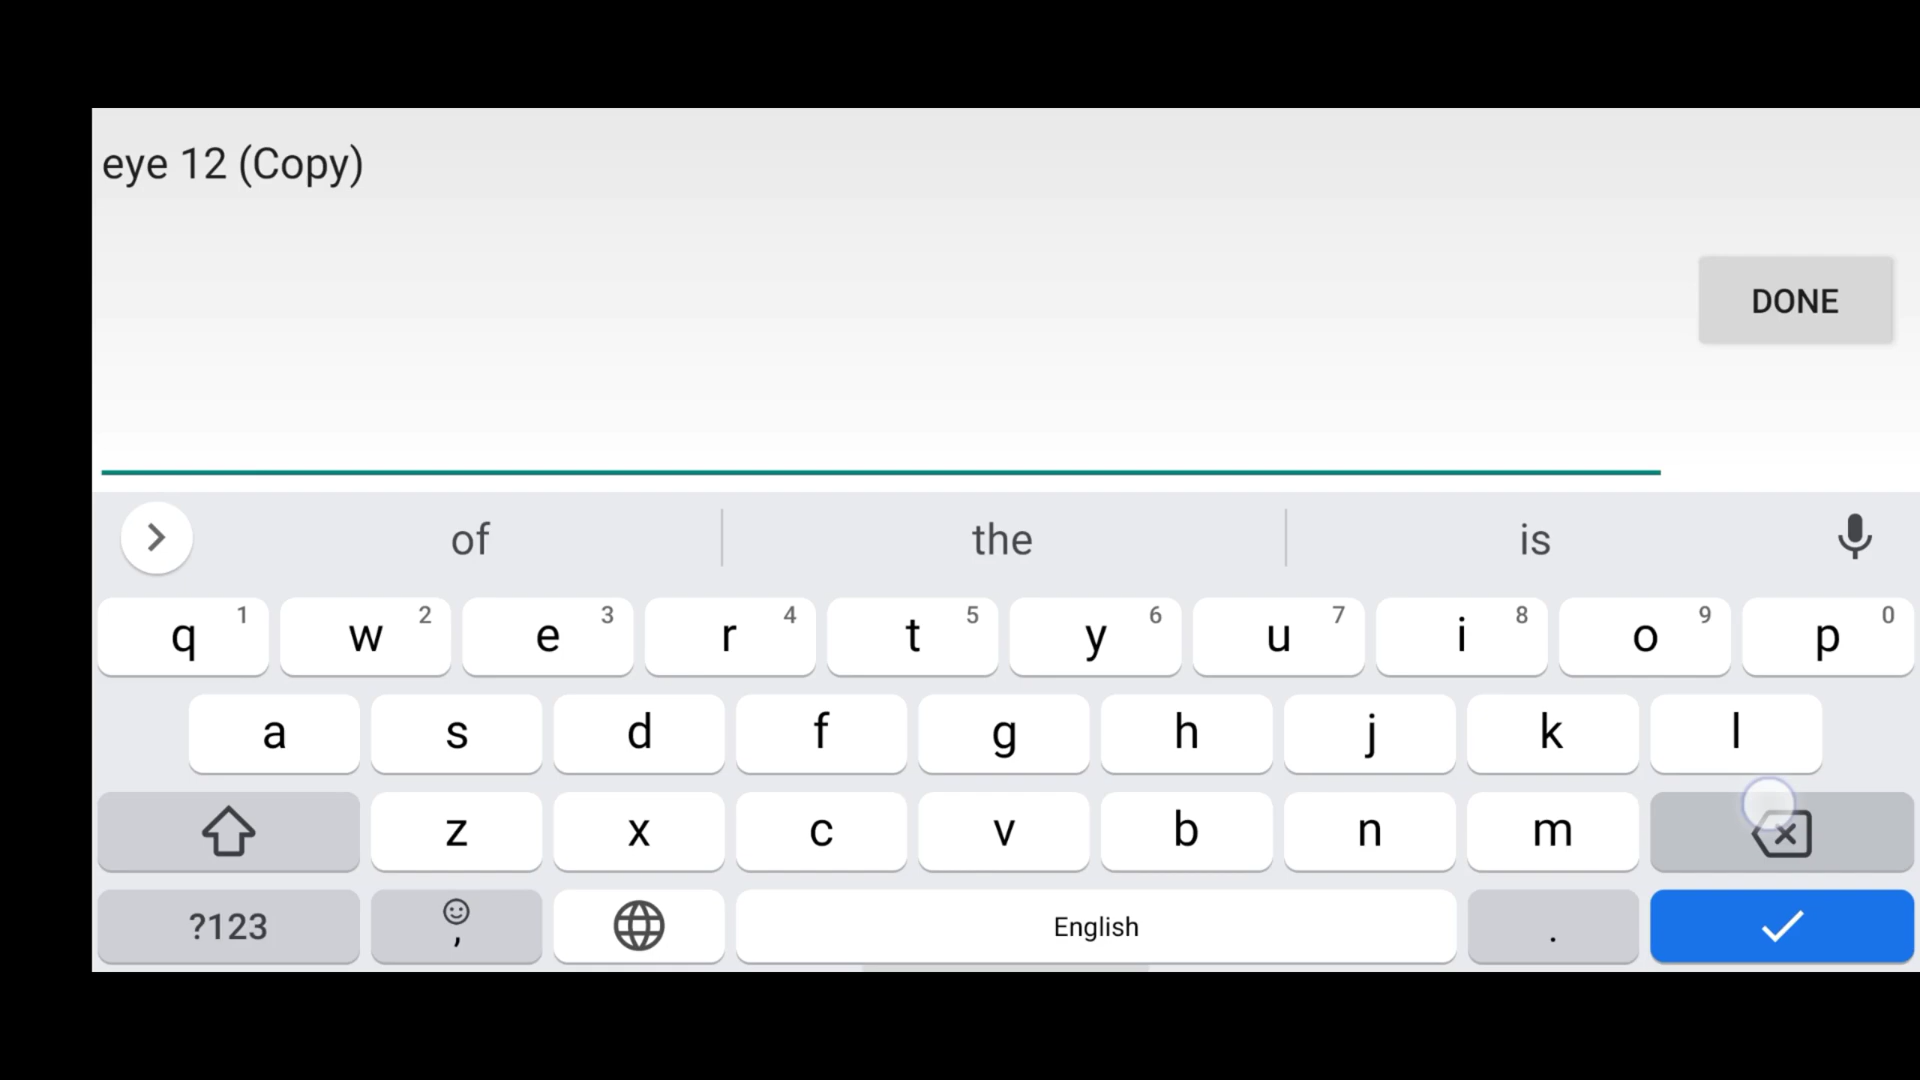 eye 12 (Copy)
DONE
of the is
q 1 w 2 e 3 r 4 t 5 y 6 u 7 i 8 o 9 p 0
a s d f g h j k l
z x c v b n m
?123 , English .